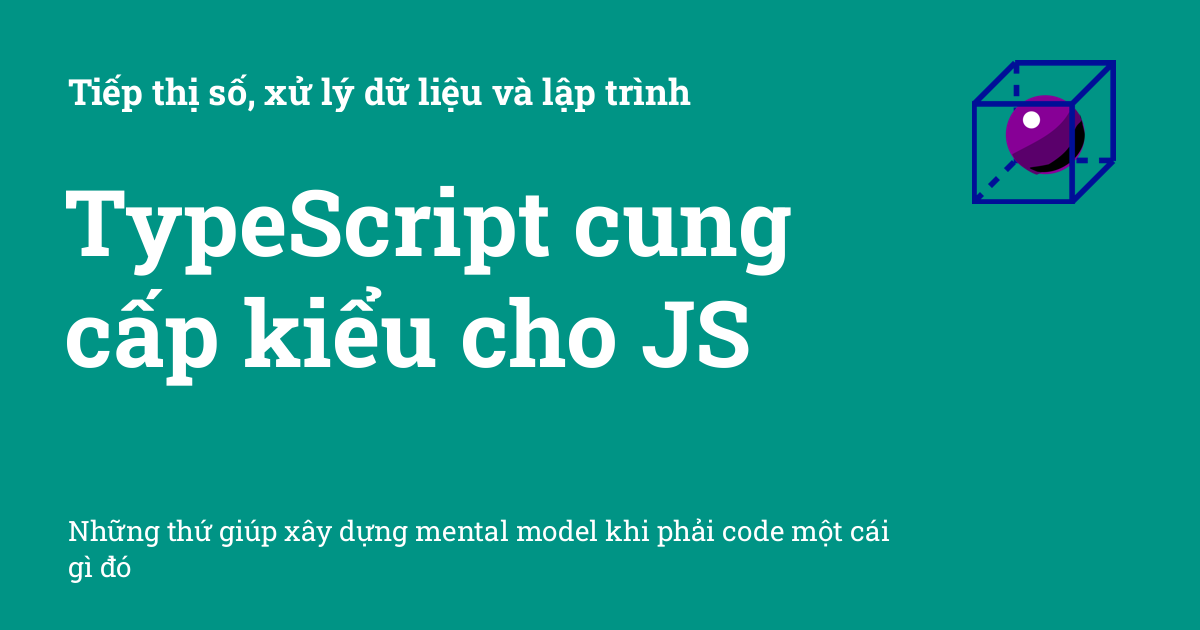 Tiếp thị số, xử lý dữ liệu và lập trình
TypeScript cung
cấp kiểu cho JS
Những thứ giúp xây dựng mental model khi phải code một cái
gì đó